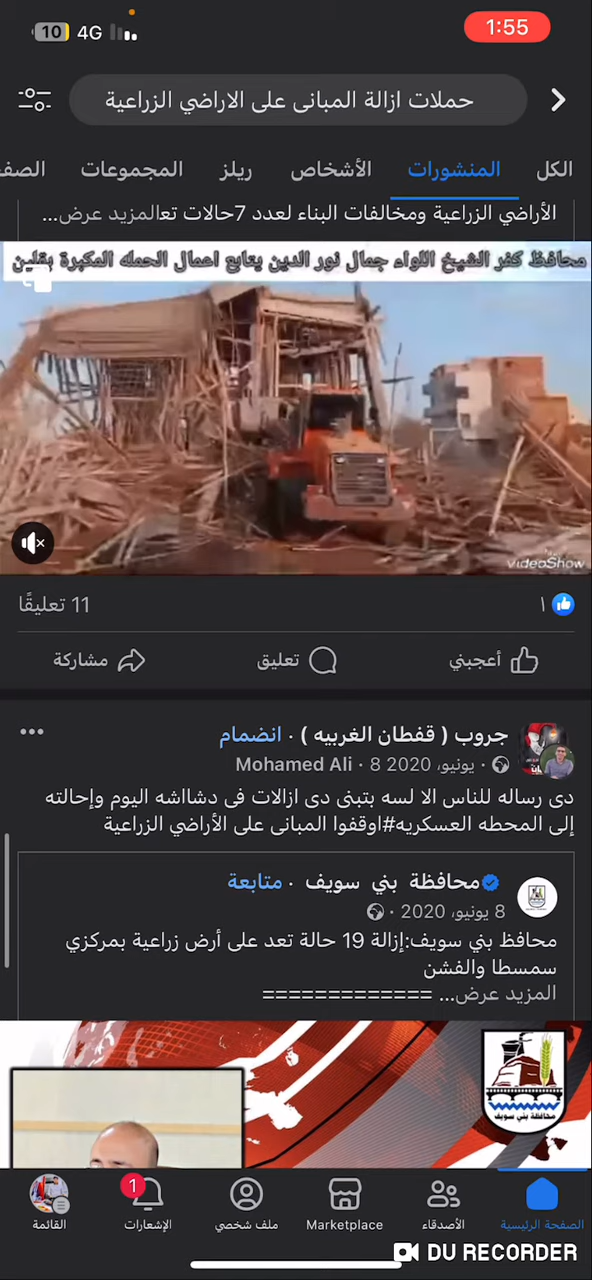 10 4G 1:55
حملات ازالة المبانى على الاراضي الزراعية
الكل المنشورات الأشخاص ريلز المجموعات الصف
الأراضي الزراعية ومخالفات البناء لعدد 7حالات تعالمزيد عرض...
محافظ كفر الشيخ اللواء جمال نور الدين يتابع اعمال الحمله المكبرة بقلين
VideoShow
١ 11 تعليقًا
أعجبني تعليق مشاركة
جروب ( قفطان الغربيه ) · انضمام
Mohamed Ali · 8 يونيو، 2020 ·
دى رساله للناس الا لسه بتبنى دى ازالات فى دشاشه اليوم وإحالته
إلى المحطه العسكريه#اوقفوا المبانى على الأراضي الزراعية
محافظة بني سويف · متابعة
8 يونيو، 2020 ·
محافظ بني سويف:إزالة 19 حالة تعد على أرض زراعية بمركزي
سمسطا والفشن
============= ...المزيد عرض
محافظة بني سويف
الصفحة الرئيسية الأصدقاء Marketplace ملف شخصي الإشعارات 1 القائمة
DU RECORDER